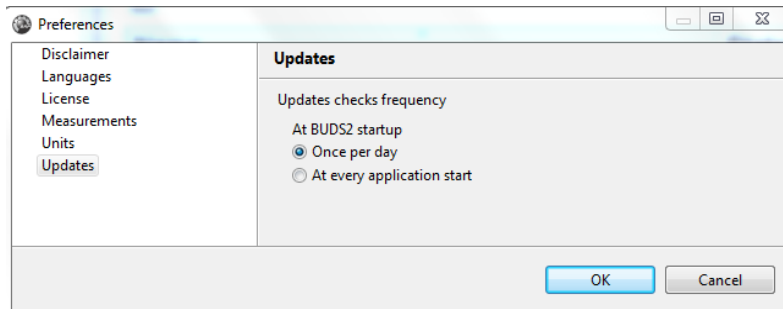 Preferences
Disclaimer
Languages
License
Measurements
Units
Updates
Updates
Updates checks frequency
At BUDS2 startup
Once per day
At every application start
OK
Cancel